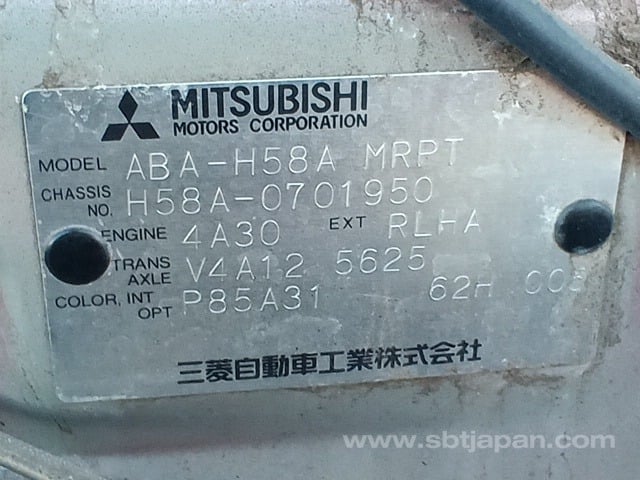 MITSUBISHI
MOTORS CORPORATION
MODEL ABA-H58A MRPT
CHASSIS NO. H58A-0701950
ENGINE 4A30 EXT RLHA
TRANS AXLE V4A12 5625
COLOR, INT OPT P85A31 62H
三菱自動車工業株式会社
www.sbtjapan.com